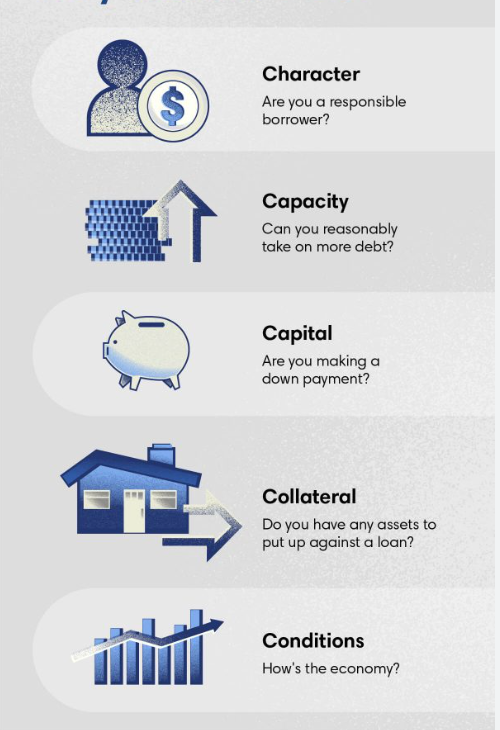 Character
Are you a responsible
borrower?
Capacity
Can you reasonably
take on more debt?
Capital
Are you making a
down payment?
Collateral
Do you have any assets to
put up against a loan?
Conditions
How's the economy?